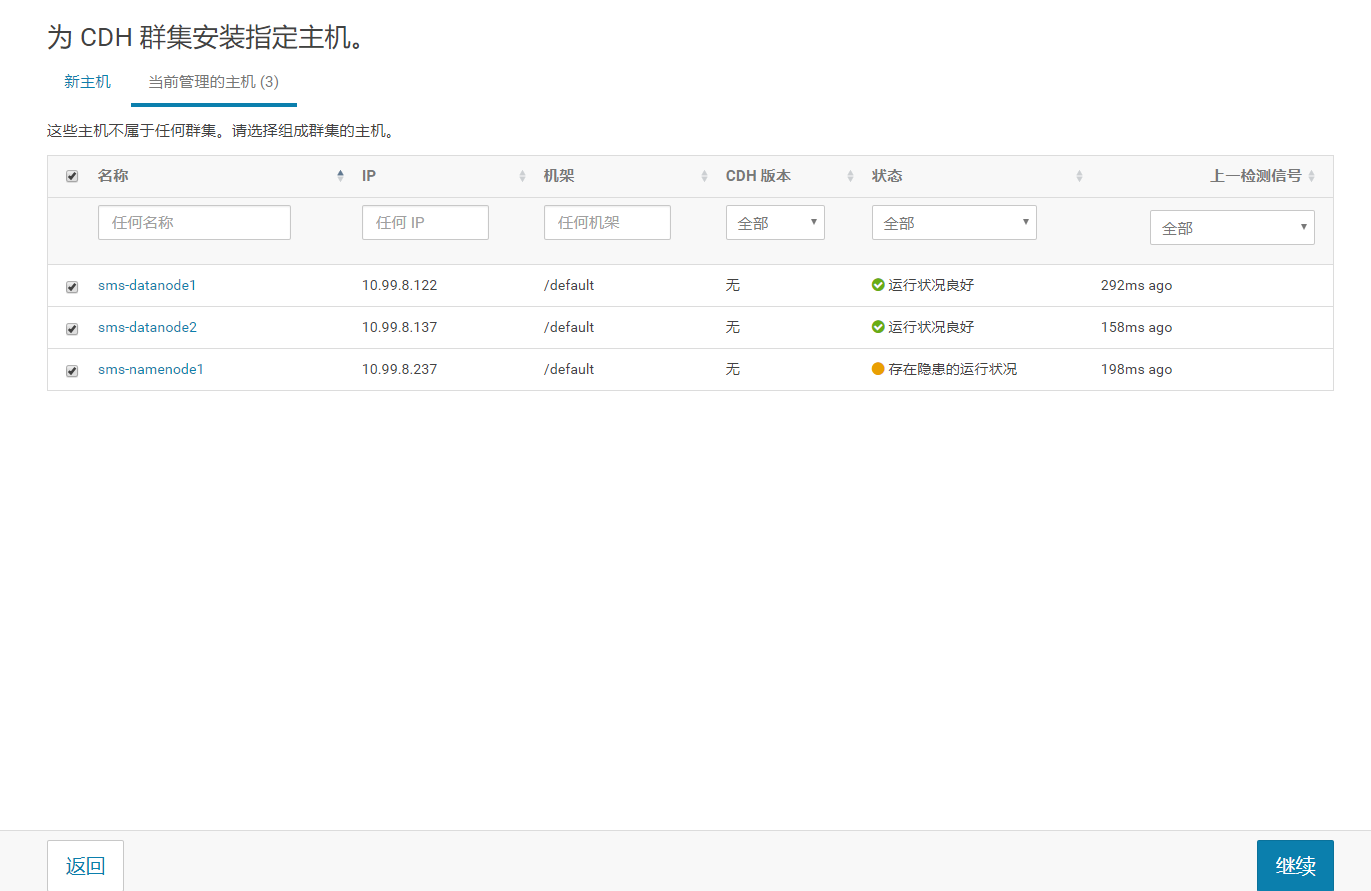 为 CDH 群集安装指定主机。
新主机 当前管理的主机 (3)
这些主机不属于任何群集。请选择组成群集的主机。
名称 IP 机架 CDH 版本 状态 上一检测信号
任何名称 任何 IP 任何机架 全部 全部 全部
sms-datanode1 10.99.8.122 /default 无 运行状况良好 292ms ago
sms-datanode2 10.99.8.137 /default 无 运行状况良好 158ms ago
sms-namenode1 10.99.8.237 /default 无 存在隐患的运行状况 198ms ago
返回 继续